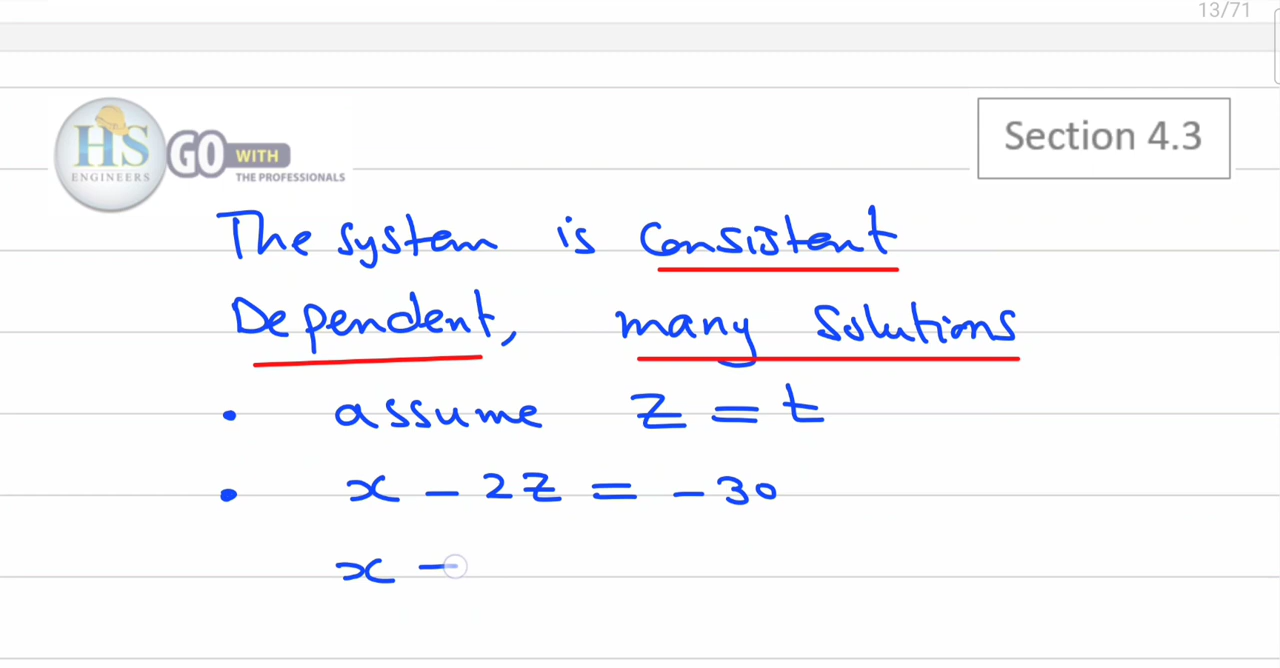 13/71
HS
ENGINEERS
GO WITH
THE PROFESSIONALS
Section 4.3
The system is Consistent
Dependent, many Solutions
• assume z = t
• x - 2z = -30
x -